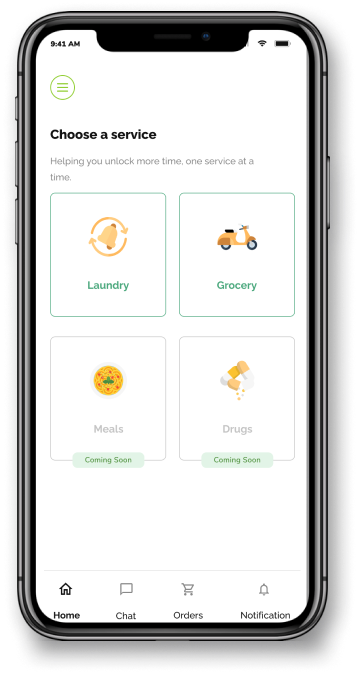 9:41 AM
Choose a service
Helping you unlock more time, one service at a
time.
Laundry
Grocery
Meals
Drugs
Coming Soon
Coming Soon
Home
Chat
Orders
Notification